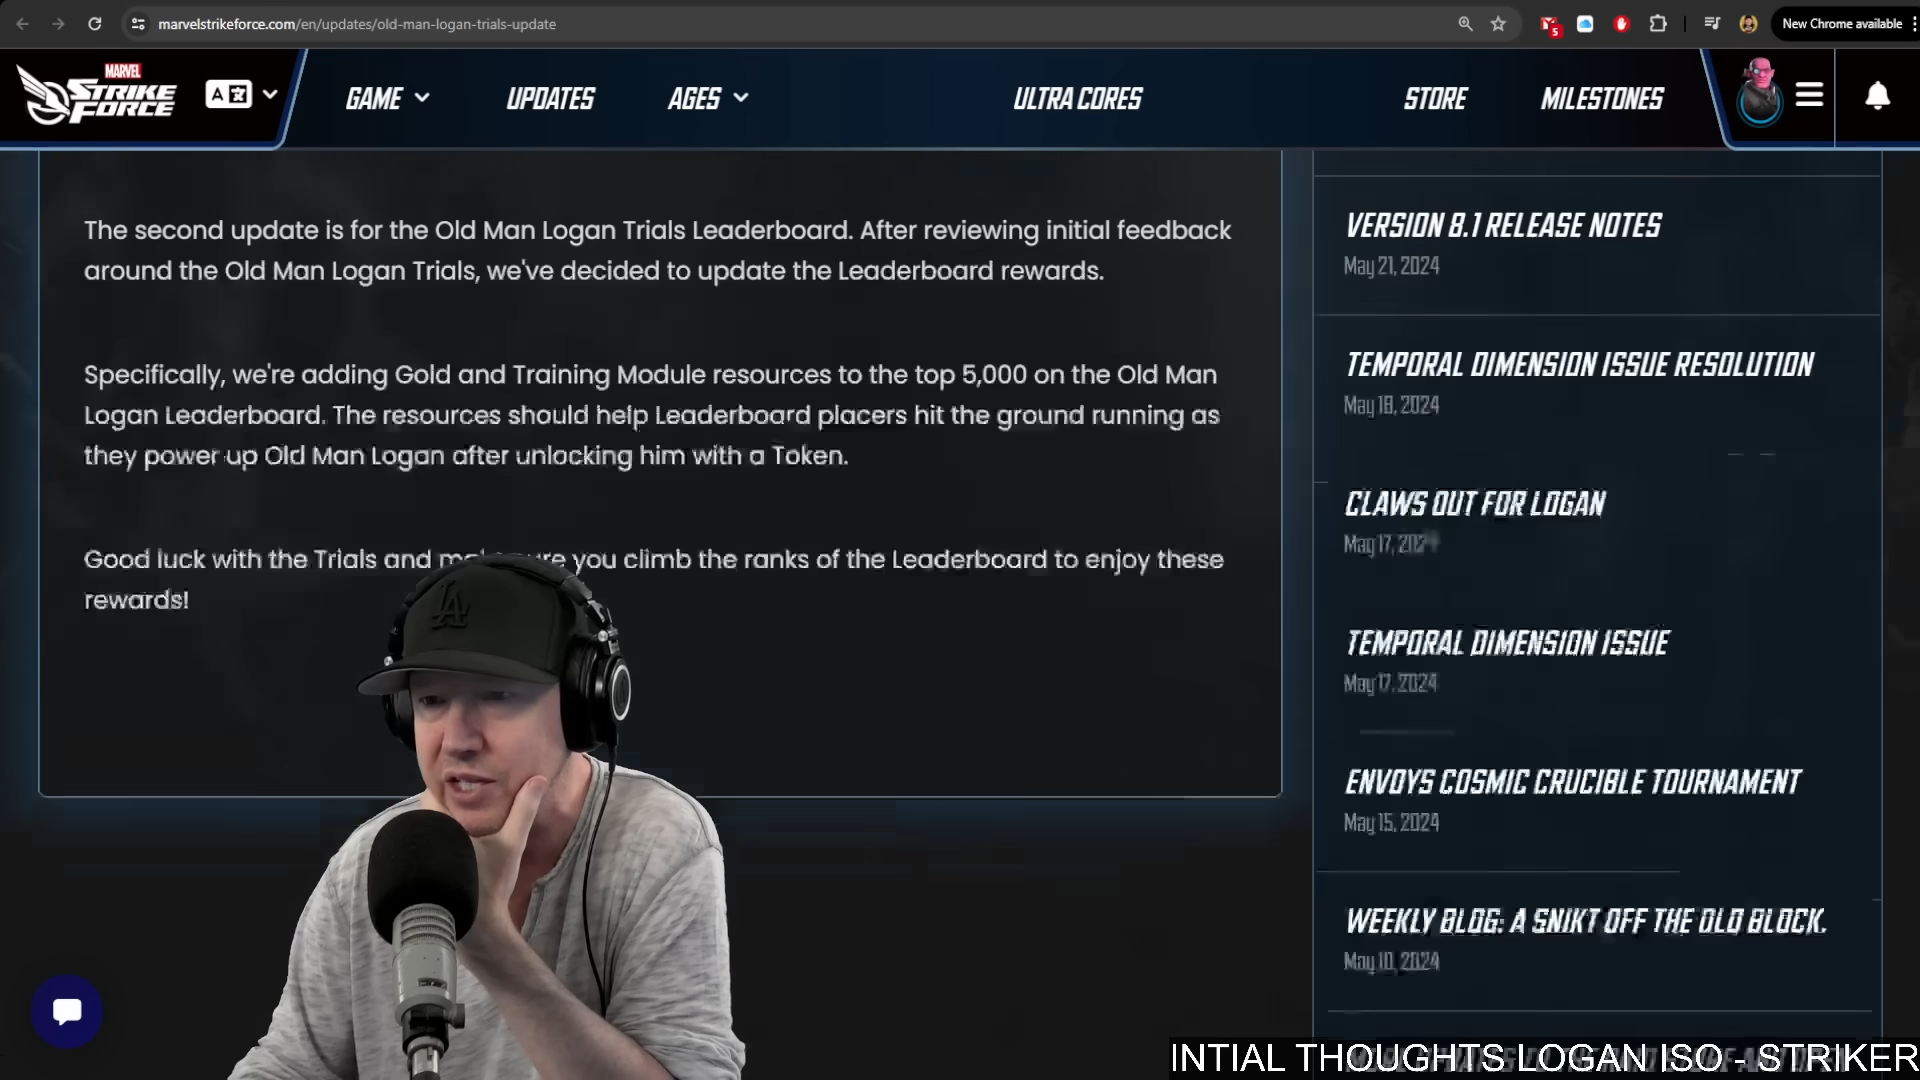 marvelstrikeforce.com/en/updates/old-man-logan-trials-update
5
New Chrome available
MARVEL
STRIKE
FORCE
A
GAME
UPDATES
AGES
ULTRA CORES
STORE
MILESTONES
The second update is for the Old Man Logan Trials Leaderboard. After reviewing initial feedback
around the Old Man Logan Trials, we've decided to update the Leaderboard rewards.
Specifically, we're adding Gold and Training Module resources to the top 5,000 on the Old Man
Logan Leaderboard. The resources should help Leaderboard placers hit the ground running as
they power up Old Man Logan after unlocking him with a Token.
Good luck with the Trials and make sure you climb the ranks of the Leaderboard to enjoy these
rewards!
LA
VERSION 8.1 RELEASE NOTES
May 21, 2024
TEMPORAL DIMENSION ISSUE RESOLUTION
May 18, 2024
CLAWS OUT FOR LOGAN
May 17, 2024
TEMPORAL DIMENSION ISSUE
May 17, 2024
ENVOYS COSMIC CRUCIBLE TOURNAMENT
May 15, 2024
WEEKLY BLOG: A SNIKT OFF THE OLD BLOCK.
May 10, 2024
INTIAL THOUGHTS LOGAN ISO - STRIKER